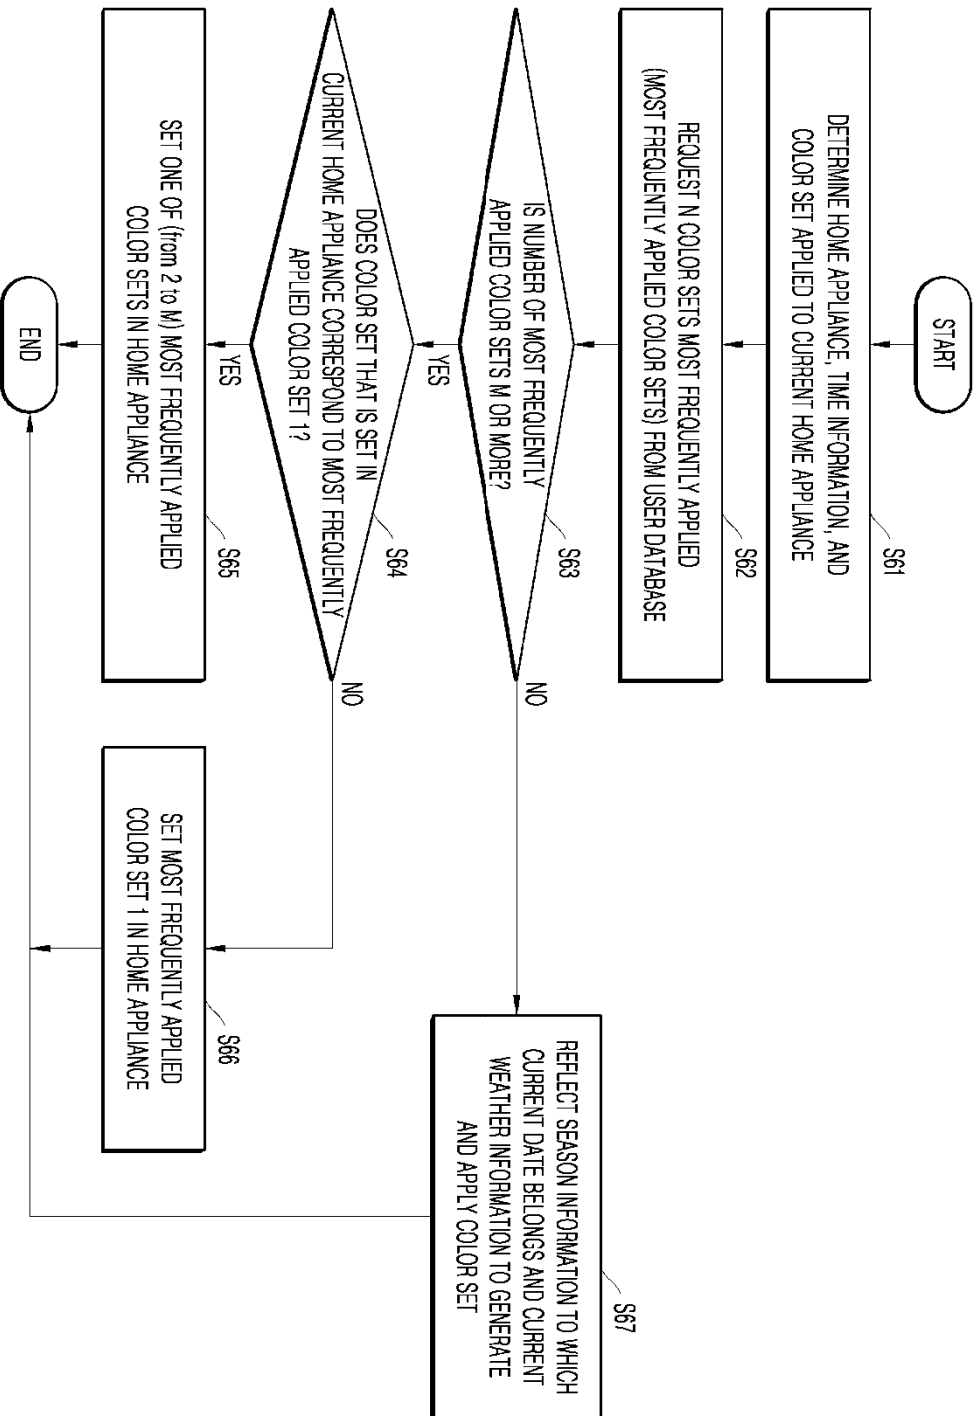 START
DETERMINE HOME APPLIANCE, TIME INFORMATION, AND
COLOR SET APPLIED TO CURRENT HOME APPLIANCE
S61
REQUEST N COLOR SETS MOST FREQUENTLY APPLIED
(MOST FREQUENTLY APPLIED COLOR SETS) FROM USER DATABASE
S62
IS NUMBER OF MOST FREQUENTLY
APPLIED COLOR SETS M OR MORE?
S63
NO
YES
REFLECT SEASON INFORMATION TO WHICH
CURRENT DATE BELONGS AND CURRENT
WEATHER INFORMATION TO GENERATE
AND APPLY COLOR SET
S67
DOES COLOR SET THAT IS SET IN
CURRENT HOME APPLIANCE CORRESPOND TO MOST FREQUENTLY
APPLIED COLOR SET 1?
S64
NO
YES
SET ONE OF (from 2 to M) MOST FREQUENTLY APPLIED
COLOR SETS IN HOME APPLIANCE
S65
SET MOST FREQUENTLY APPLIED
COLOR SET 1 IN HOME APPLIANCE
S66
END